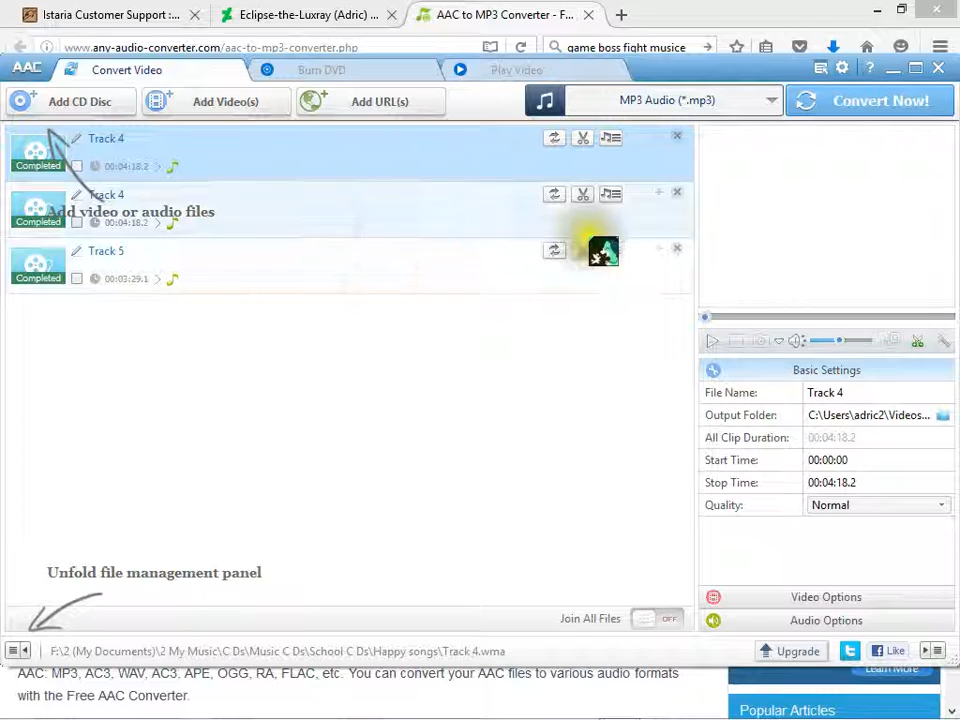 Istaria Customer Support :...
Eclipse-the-Luxray (Adric) ...
AAC to MP3 Converter - F...
www.any-audio-converter.com/aac-to-mp3-converter.php
game boss fight musice
AAC
Convert Video
Burn DVD
Play Video
Add CD Disc
Add Video(s)
Add URL(s)
MP3 Audio (*.mp3)
Convert Now!
Track 4
Completed
00:04:18.2
Track 4
Add video or audio files
Completed
00:04:18.2
Track 5
Completed
00:03:29.1
Basic Settings
File Name: Track 4
Output Folder: C:\Users\adric2\Videos...
All Clip Duration: 00:04:18.2
Start Time: 00:00:00
Stop Time: 00:04:18.2
Quality: Normal
Unfold file management panel
Video Options
Join All Files OFF
Audio Options
F:\2 (My Documents)\2 My Music\C Ds\Music C Ds\School C Ds\Happy songs\Track 4.wma
Upgrade
Like
AAC: MP3, AC3, WAV, AC3. APE, OGG, RA, FLAC, etc. You can convert your AAC files to various audio formats
with the Free AAC Converter.
Learn More
Popular Articles